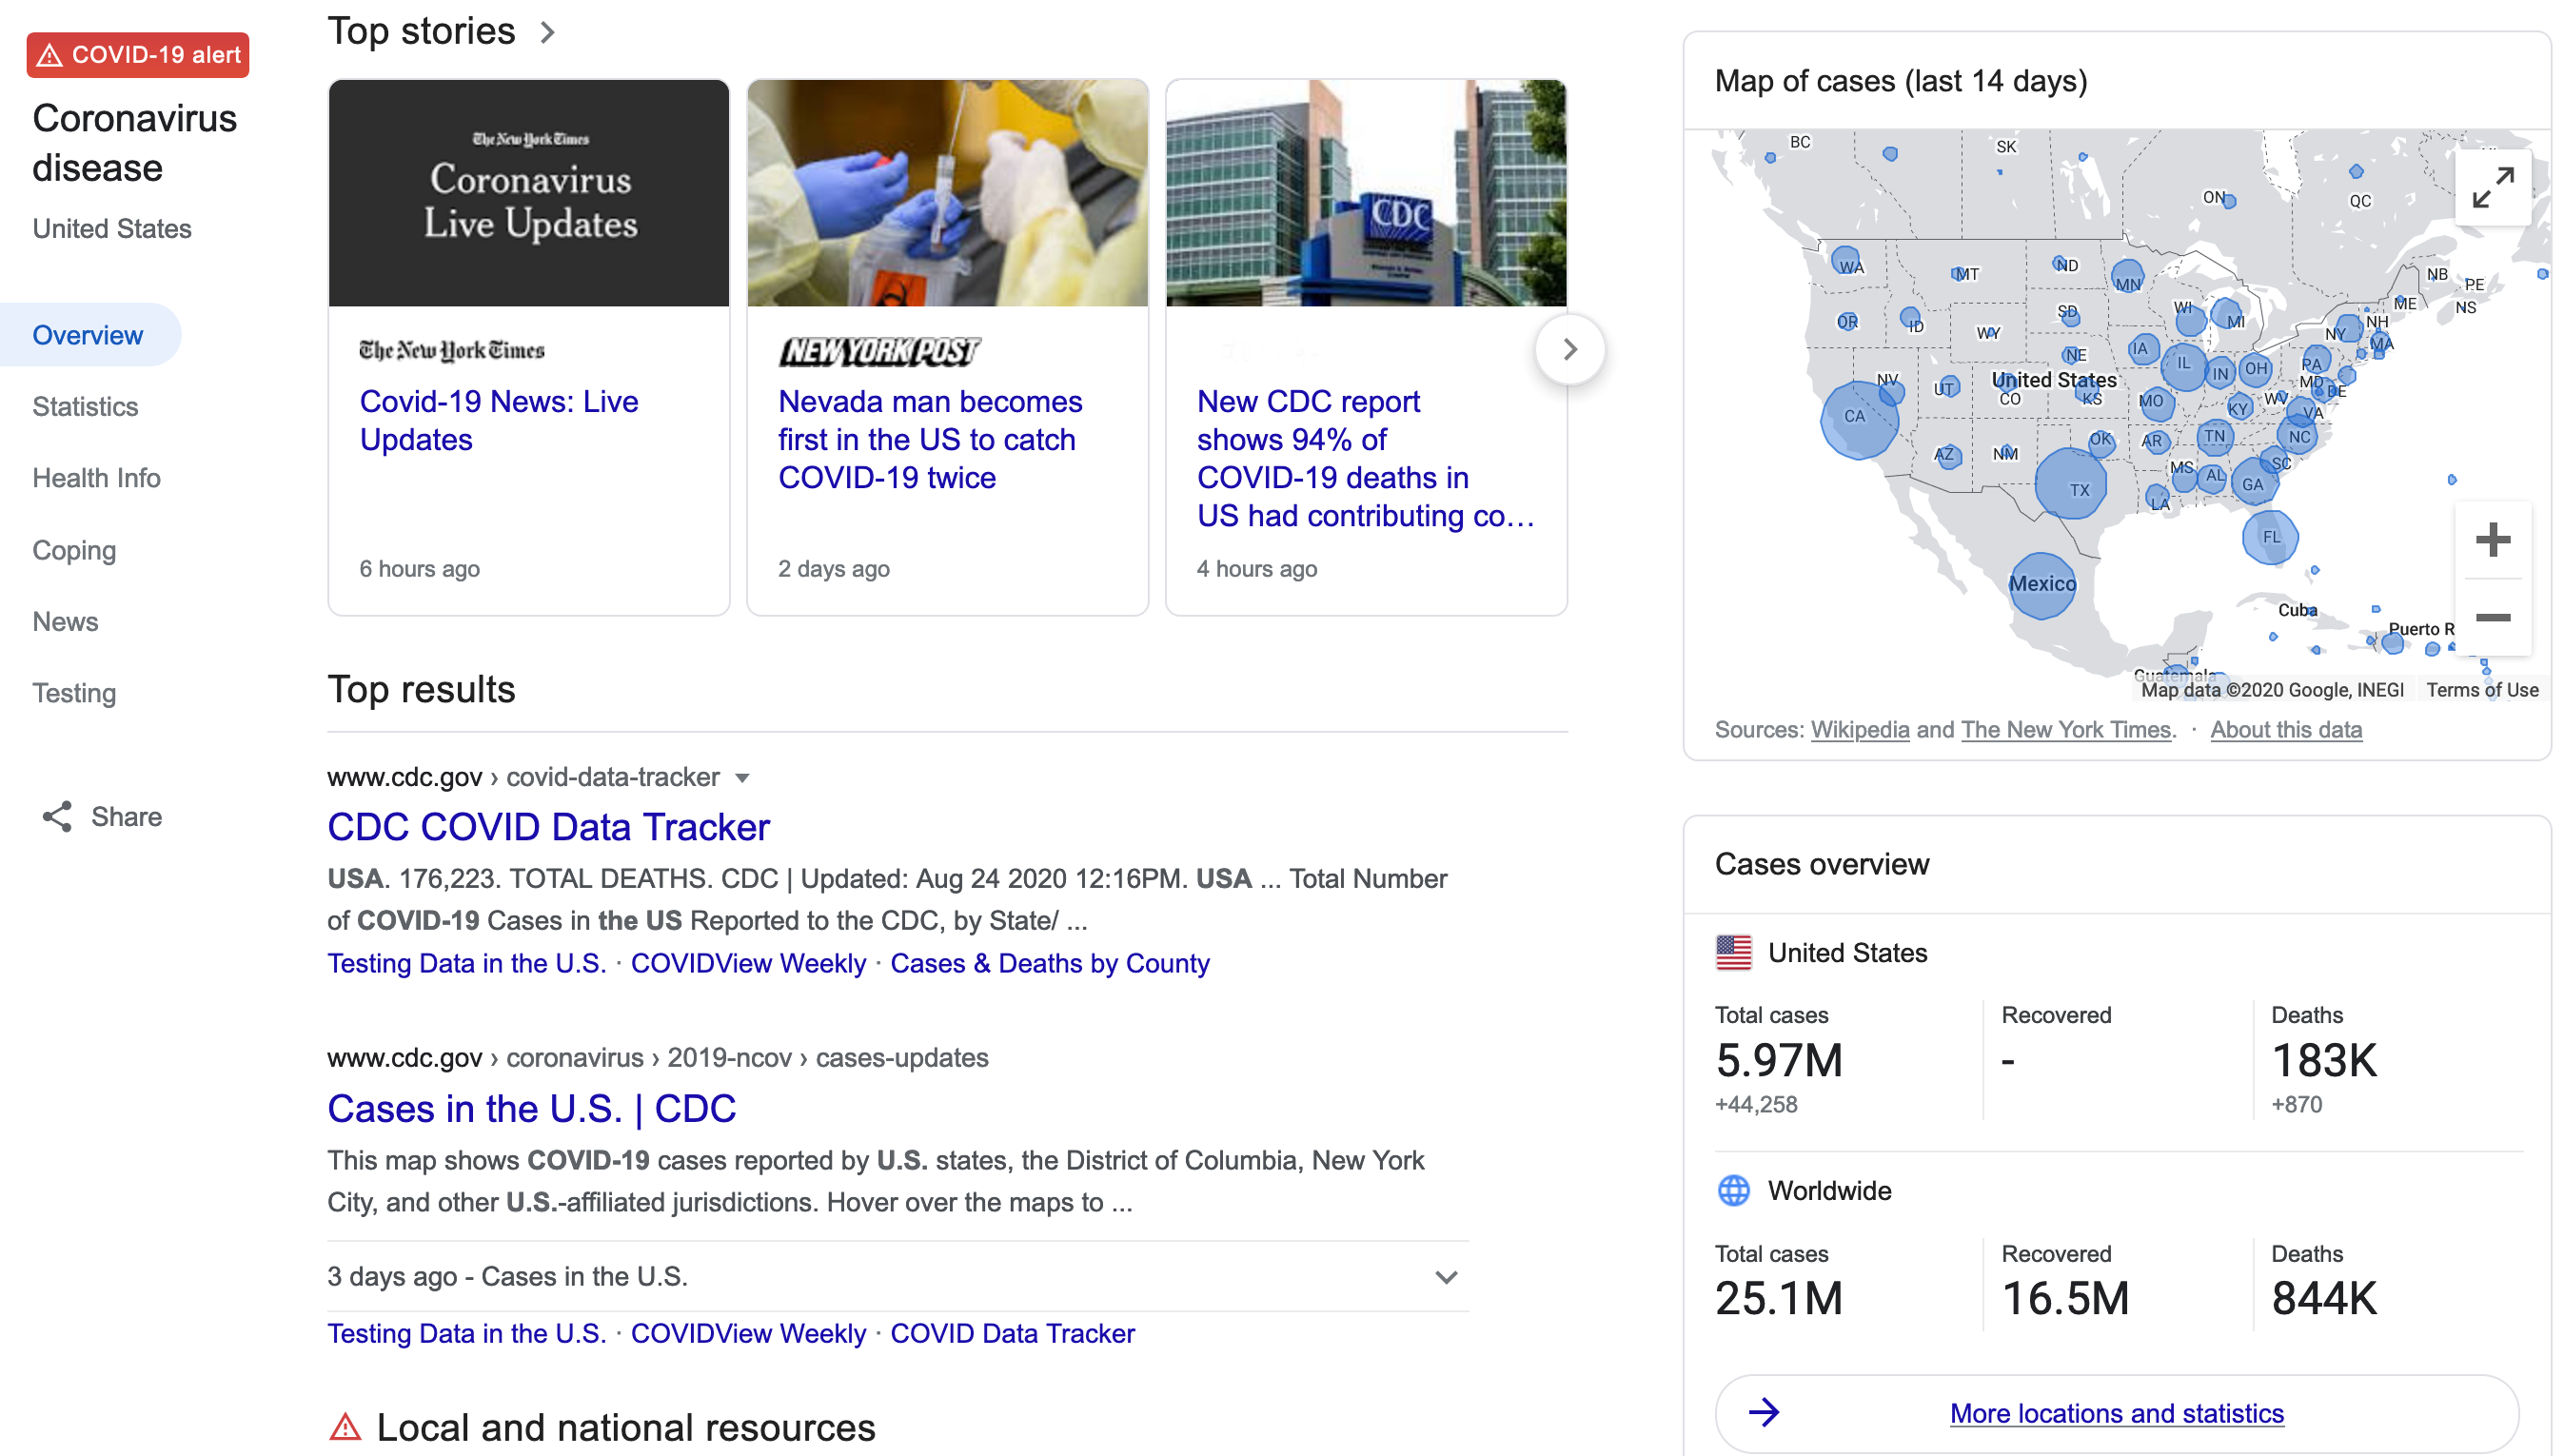 COVID-19 alert
Coronavirus
disease
United States
Overview
Statistics
Health Info
Coping
News
Testing
Share
Top stories
The New York Times
Coronavirus
Live Updates
The New York Times
Covid-19 News: Live
Updates
6 hours ago
NEW YORK POST
Nevada man becomes
first in the US to catch
COVID-19 twice
2 days ago
CDC
New CDC report
shows 94% of
COVID-19 deaths in
US had contributing co...
4 hours ago
Top results
www.cdc.gov › covid-data-tracker
CDC COVID Data Tracker
USA. 176,223. TOTAL DEATHS. CDC | Updated: Aug 24 2020 12:16PM. USA ... Total Number
of COVID-19 Cases in the US Reported to the CDC, by State/ ...
Testing Data in the U.S. · COVIDView Weekly · Cases & Deaths by County
www.cdc.gov › coronavirus › 2019-ncov › cases-updates
Cases in the U.S. | CDC
This map shows COVID-19 cases reported by U.S. states, the District of Columbia, New York
City, and other U.S.-affiliated jurisdictions. Hover over the maps to ...
3 days ago - Cases in the U.S.
Testing Data in the U.S. · COVIDView Weekly · COVID Data Tracker
Local and national resources
Map of cases (last 14 days)
BC
SK
ON
QC
WA
MT
ND
MN
NB
PE
ME
NS
OR
ID
WY
SD
WI
MI
NY
NH
MA
NE
IA
IL
IN
OH
PA
MD
DE
NV
UT
United States
CO
KS
MO
KY
WV
VA
CA
AZ
NM
OK
AR
TN
NC
SC
MS
AL
GA
TX
LA
FL
Mexico
Cuba
Puerto R
Guatemala
Map data ©2020 Google, INEGI
Terms of Use
Sources: Wikipedia and The New York Times. · About this data
Cases overview
United States
Total cases
Recovered
Deaths
5.97M
-
183K
+44,258
+870
Worldwide
Total cases
Recovered
Deaths
25.1M
16.5M
844K
More locations and statistics